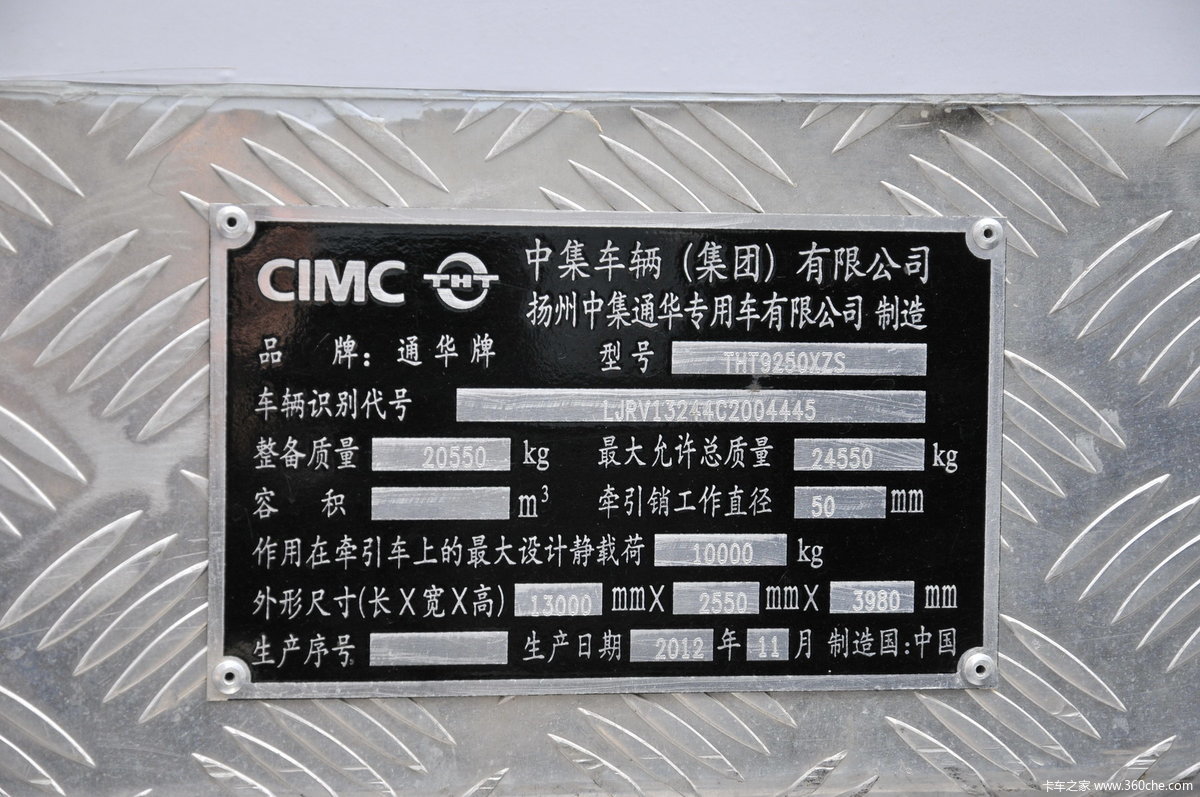 CIMC THT 中集车辆(集团)有限公司
扬州中集通华专用车有限公司 制造
品 牌:通华牌 型号 THT9250XZS
车辆识别代号 LJRV13244C2004445
整备质量 20550 kg 最大允许总质量 24550 kg
容 积 m³ 牵引销工作直径 50 mm
作用在牵引车上的最大设计静载荷 10000 kg
外形尺寸(长X宽X高) 13000 mmX 2550 mmX 3980 mm
生产序号 生产日期 2012 年 11 月 制造国:中国
卡车之家 www.360che.com